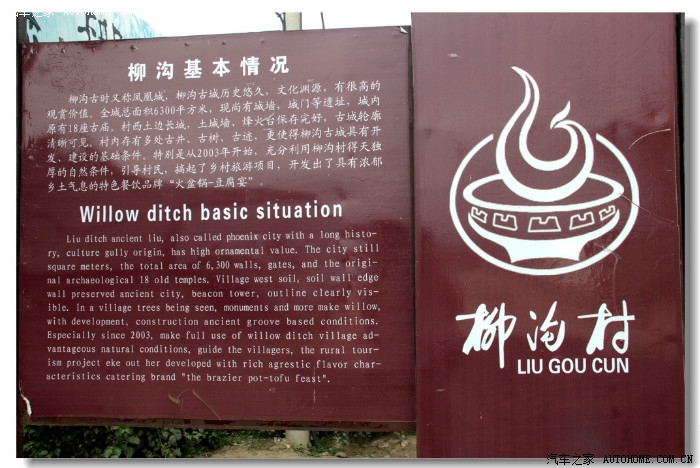 汽车之家 AUTOHOME.COM.CN
柳沟基本情况
柳沟古时又称凤凰城，柳沟古城历史悠久，文化渊源，有很高的
观赏价值。全城总面积6300平方米，现尚有城墙，城门等遗址，城内
原有18座古庙。村西土边长城，土城墙，烽火台保存完好，古城轮廓
清晰可见。村内存有多处古井、古树、古迹，更使得柳沟古城具有开
发、建设的基础条件。特别是从2003年开始，充分利用柳沟村得天独
厚的自然条件，引导村民，搞起了乡村旅游项目，开发出了具有浓郁
乡土气息的特色餐饮品牌“火盆锅-豆腐宴”。
Willow ditch basic situation
Liu ditch ancient liu, also called phoenix city with a long histo-
ry, culture gully origin, has high ornamental value. The city still
square meters, the total area of 6,300 walls, gates, and the origi-
nal archaeological 18 old temples. Village west soil, soil wall edge
wall preserved ancient city, beacon tower, outline clearly vis-
ible. In a village trees being seen, monuments and more make willow,
with development, construction ancient groove based conditions.
Especially since 2003, make full use of willow ditch village ad-
vantageous natural conditions, guide the villagers, the rural tour-
ism project eke out her developed with rich agrestic flavor char-
acteristics catering brand "the brazier pot-tofu feast".
柳沟村
LIU GOU CUN
汽车之家 AUTOHOME.COM.CN